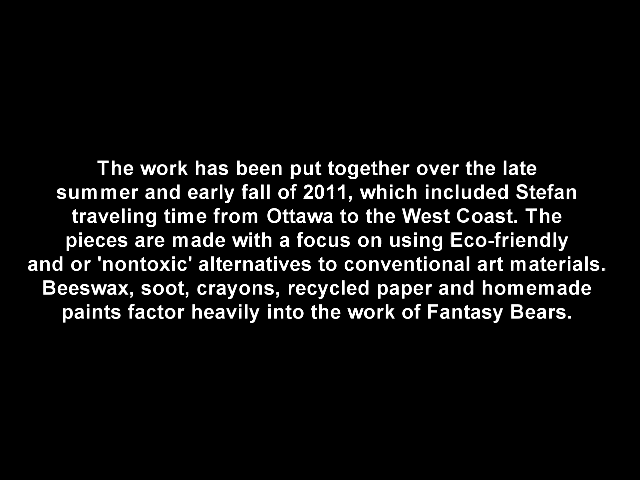 The work has been put together over the late
summer and early fall of 2011, which included Stefan
traveling time from Ottawa to the West Coast. The
pieces are made with a focus on using Eco-friendly
and or 'nontoxic' alternatives to conventional art materials.
Beeswax, soot, crayons, recycled paper and homemade
paints factor heavily into the work of Fantasy Bears.